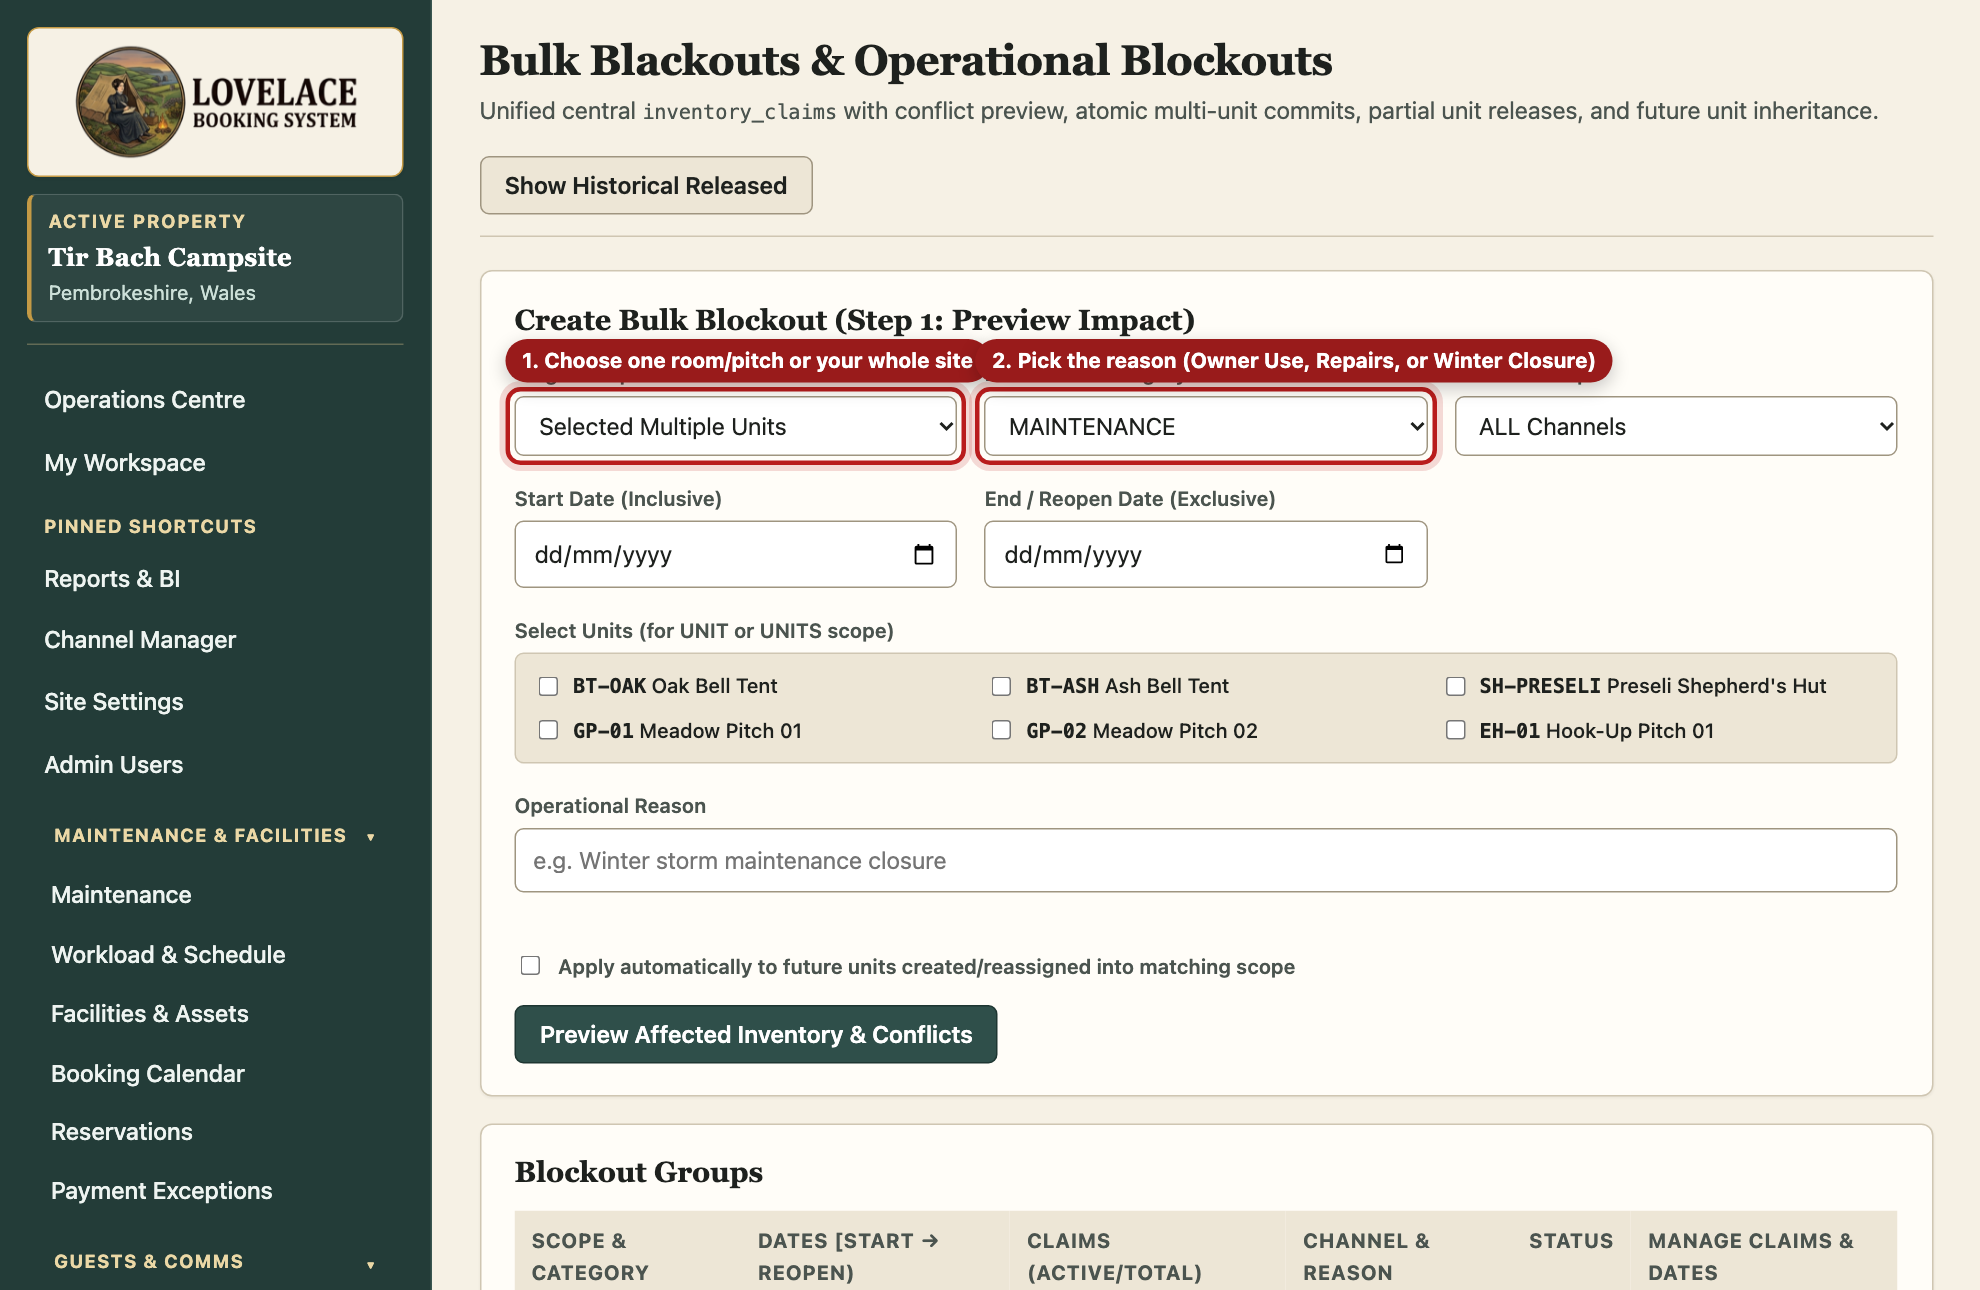 LOVELACE
BOOKING SYSTEM
ACTIVE PROPERTY
Tir Bach Campsite
Pembrokeshire, Wales
Operations Centre
My Workspace
PINNED SHORTCUTS
Reports & BI
Channel Manager
Site Settings
Admin Users
MAINTENANCE & FACILITIES
Maintenance
Workload & Schedule
Facilities & Assets
Booking Calendar
Reservations
Payment Exceptions
GUESTS & COMMS
Bulk Blackouts & Operational Blockouts
Unified central inventory_claims with conflict preview, atomic multi-unit commits, partial unit releases, and future unit inheritance.
Show Historical Released
Create Bulk Blockout (Step 1: Preview Impact)
1. Choose one room/pitch or your whole site
2. Pick the reason (Owner Use, Repairs, or Winter Closure)
Selected Multiple Units
MAINTENANCE
ALL Channels
Start Date (Inclusive)
End / Reopen Date (Exclusive)
dd/mm/yyyy
dd/mm/yyyy
Select Units (for UNIT or UNITS scope)
BT-OAK Oak Bell Tent
BT-ASH Ash Bell Tent
SH-PRESELI Preseli Shepherd's Hut
GP-01 Meadow Pitch 01
GP-02 Meadow Pitch 02
EH-01 Hook-Up Pitch 01
Operational Reason
e.g. Winter storm maintenance closure
Apply automatically to future units created/reassigned into matching scope
Preview Affected Inventory & Conflicts
Blockout Groups
SCOPE &
CATEGORY
DATES [START →
REOPEN)
CLAIMS
(ACTIVE/TOTAL)
CHANNEL &
REASON
STATUS
MANAGE CLAIMS &
DATES